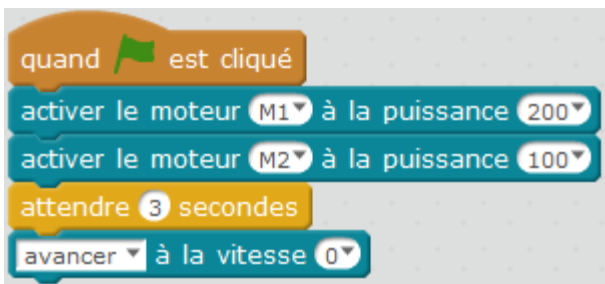 quand est cliqué
activer le moteur M1 à la puissance 200
activer le moteur M2 à la puissance 100
attendre 3 secondes
avancer à la vitesse 0